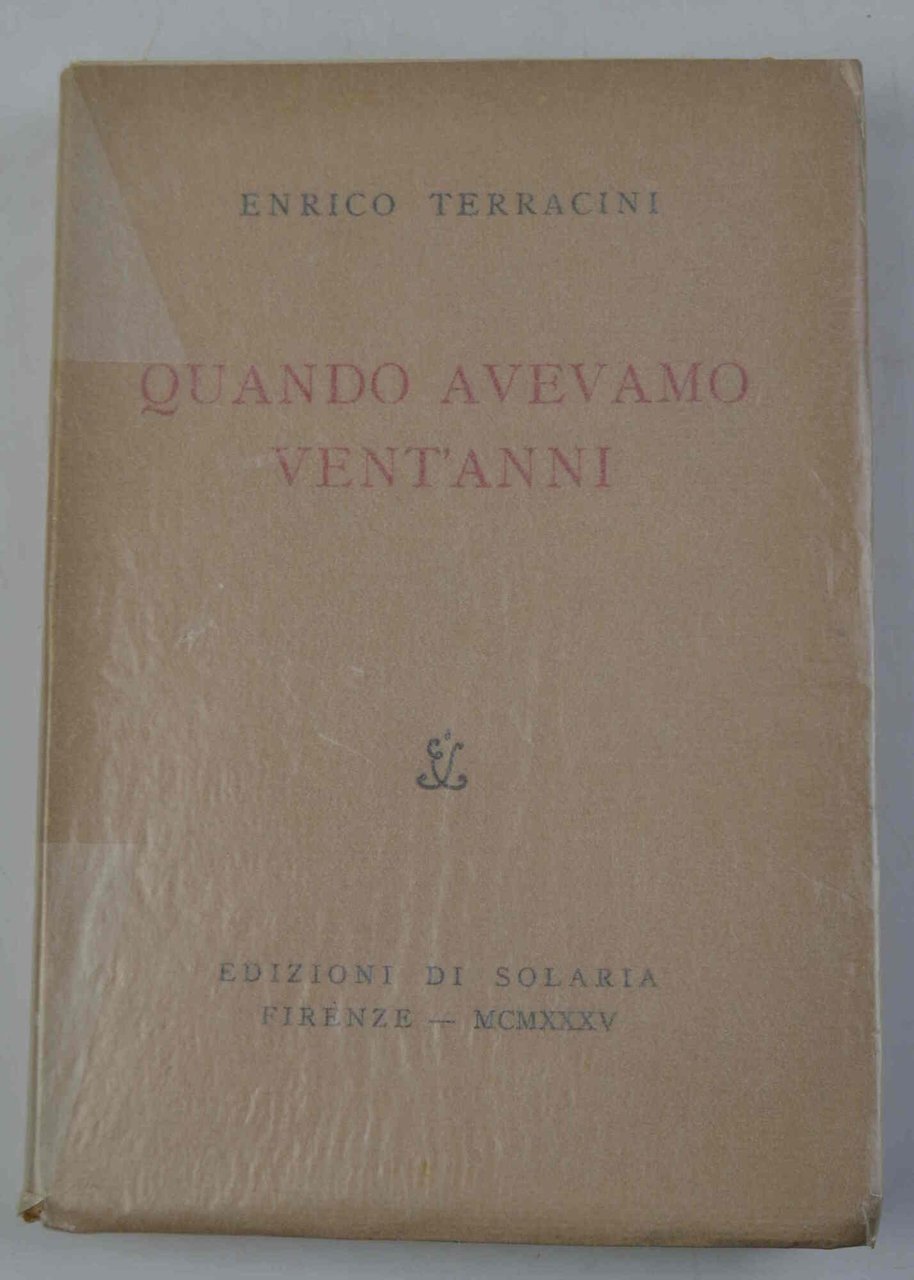 ENRICO TERRACINI
QUANDO AVEVAMO
VENT'ANNI
EDIZIONI DI SOLARIA
FIRENZE — MCMXXXV